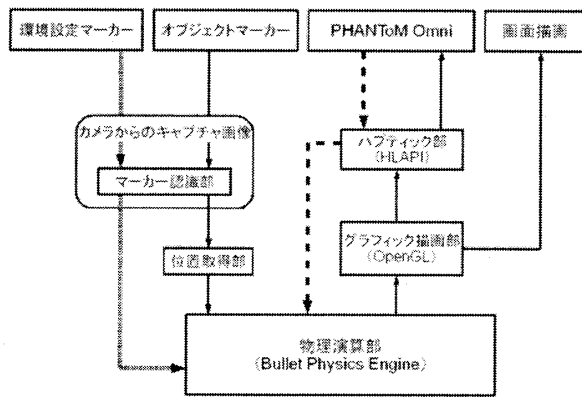 環境設定マーカー
オブジェクトマーカー
PHANToM Omni
画面描画
カメラからのキャプチャ画像
マーカー認識部
ハプティック部
(HLAPI)
位置取得部
グラフィック描画部
(OpenGL)
物理演算部
(Bullet Physics Engine)